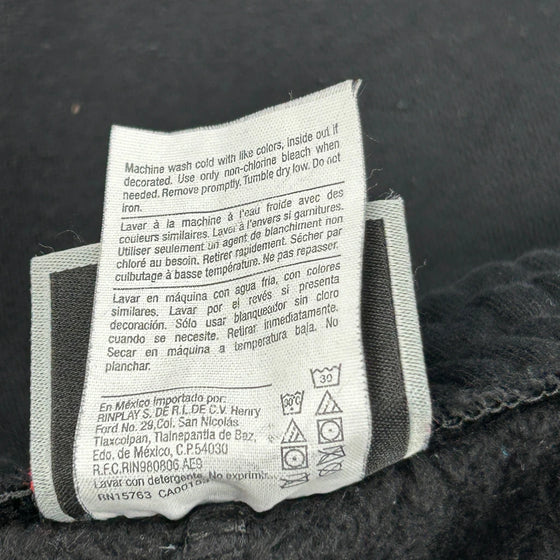 Machine wash cold with like colors, inside out if
decorated. Use only non-chlorine bleach when
needed. Remove promptly. Tumble dry low. Do not
iron.
Lavar à la machine à l'eau froide avec des
couleurs similaires. Lavoi à l'envers si garnitures.
Utiliser seulement un agent de blanchiment non
chloré au besoin. Retirer rapidement. Sécher par
culbutage à basse température. Ne pas repasser.
Lavar en máquina con agua fria, con colores
similares. Lavar por el revés si presenta
decoración. Sólo usar blanqueador sin cloro
cuando se necesite. Retirar inmediatamente.
Secar en máquina a temperatura baja. No
planchar.
En México importado por:
RINPLAY S. DE R.L.DE C.V. Henry
Ford No. 29,Col. San Nicolás
Tlaxcolpan, Tlalnepantla de Baz,
Edo. de México, C.P.54030
R.F.C.RIN980806 AE9
Lavar con detergente. No exprimir.
RN15763
30
30°C